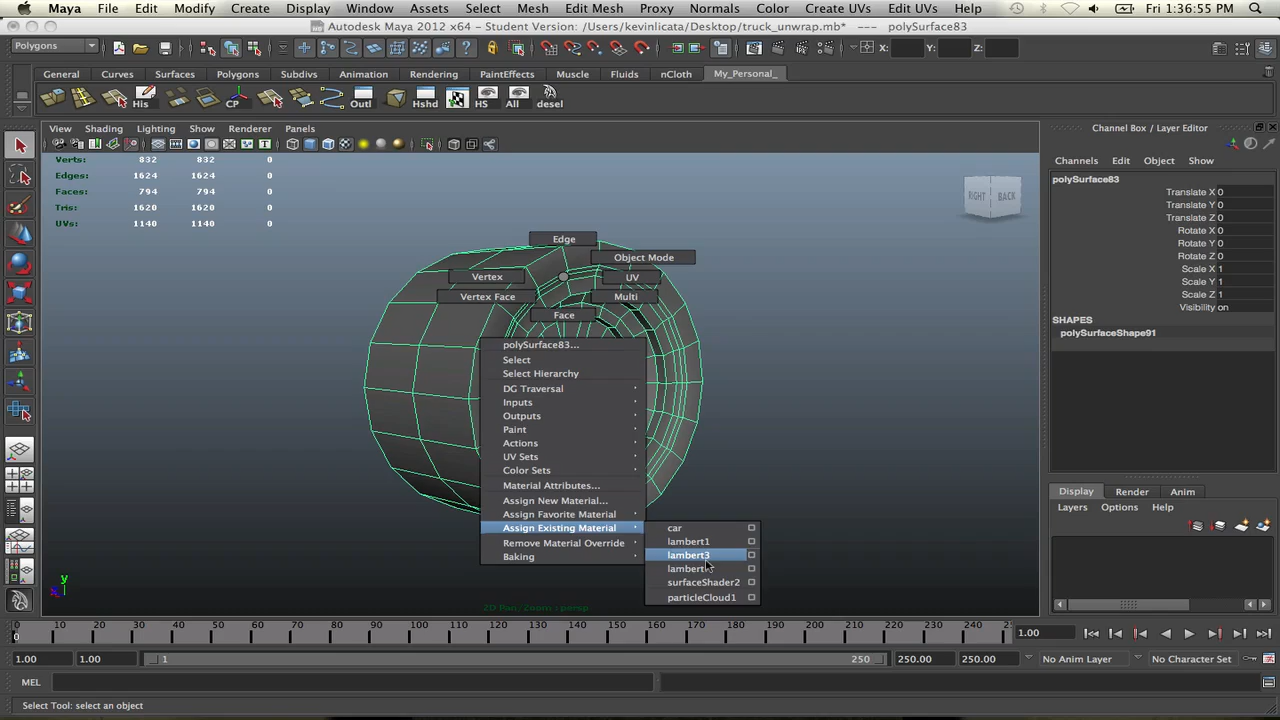 Maya File Edit Modify Create Display Window Assets Select Mesh Edit Mesh Proxy Normals Color Create UVs Edit UVs Help Fri 1:36:55 PM
Autodesk Maya 2012 x64 - Student Version: /Users/kevinlicata/Desktop/truck_unwrap.mb* --- polySurface83
Polygons X: Y: Z:
General Curves Surfaces Polygons Subdivs Animation Rendering PaintEffects Muscle Fluids nCloth My_Personal_
His CP Outl Hshd HS All desel
View Shading Lighting Show Renderer Panels
Channel Box / Layer Editor
Verts: 832 832 0
Edges: 1624 1624 0
Faces: 794 794 0
Tris: 1620 1620 0
UVs: 1140 1140 0
RIGHT BACK
Channels Edit Object Show
polySurface83
Translate X 0
Translate Y 0
Translate Z 0
Rotate X 0
Rotate Y 0
Rotate Z 0
Scale X 1
Scale Y 1
Scale Z 1
Visibility on
SHAPES
polySurfaceShape91
Edge
Object Mode
Vertex UV
Vertex Face Multi
Face
polySurface83...
Select
Select Hierarchy
DG Traversal
Inputs
Outputs
Paint
Actions
UV Sets
Color Sets
Material Attributes...
Assign New Material...
Assign Favorite Material
Assign Existing Material
Remove Material Override
Baking
car
lambert1
lambert3
surfaceShader2
particleCloud1
Display Render Anim
Layers Options Help
y
z
x
2D Pan/Zoom : persp
0 10 20 30 40 50 60 70 80 90 100 110 120 130 140 150 160 170 180 190 200 210 220 230 240 25
0
1.00
1.00 1.00 1 250 250.00 250.00 No Anim Layer No Character Set
MEL
Select Tool: select an object